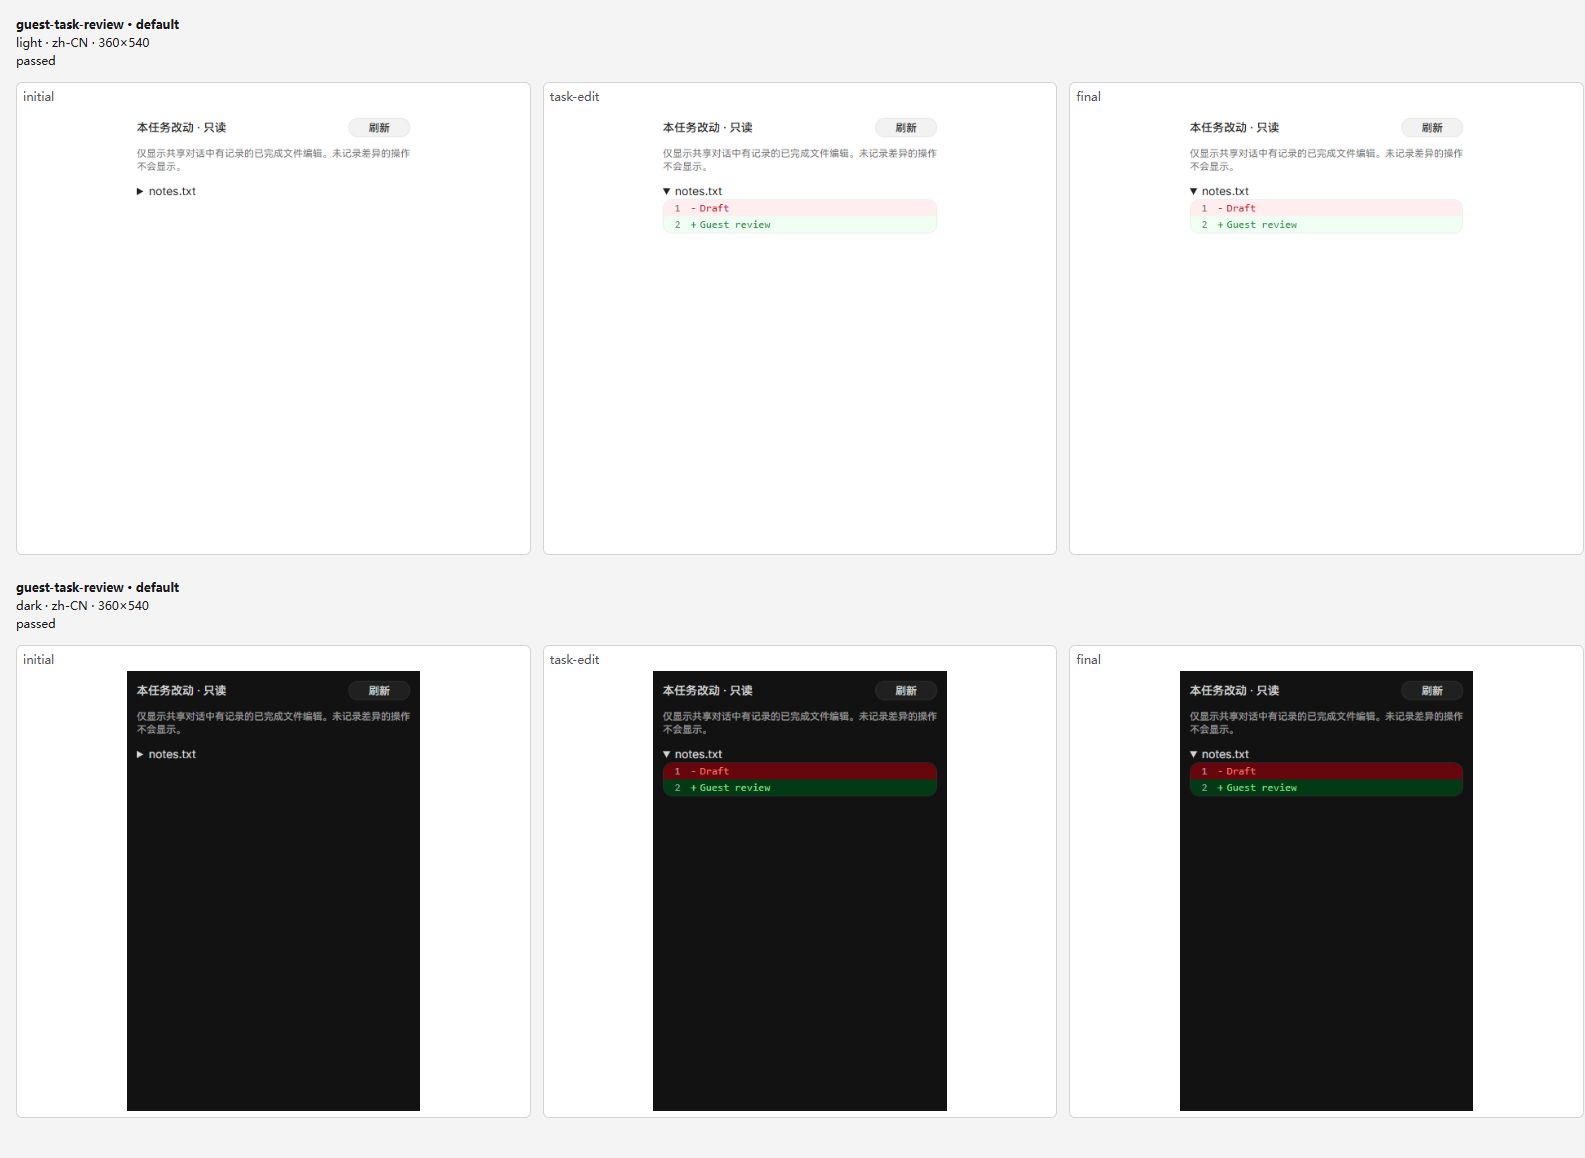 guest-task-review • default
light · zh-CN · 360×540
passed
initial
本任务改动 · 只读
刷新
仅显示共享对话中有记录的已完成文件编辑。未记录差异的操作
不会显示。
▶ notes.txt
task-edit
本任务改动 · 只读
刷新
仅显示共享对话中有记录的已完成文件编辑。未记录差异的操作
不会显示。
▼ notes.txt
1 - Draft
2 + Guest review
final
本任务改动 · 只读
刷新
仅显示共享对话中有记录的已完成文件编辑。未记录差异的操作
不会显示。
▼ notes.txt
1 - Draft
2 + Guest review
guest-task-review • default
dark · zh-CN · 360×540
passed
initial
本任务改动 · 只读
刷新
仅显示共享对话中有记录的已完成文件编辑。未记录差异的操作
不会显示。
▶ notes.txt
task-edit
本任务改动 · 只读
刷新
仅显示共享对话中有记录的已完成文件编辑。未记录差异的操作
不会显示。
▼ notes.txt
1 - Draft
2 + Guest review
final
本任务改动 · 只读
刷新
仅显示共享对话中有记录的已完成文件编辑。未记录差异的操作
不会显示。
▼ notes.txt
1 - Draft
2 + Guest review